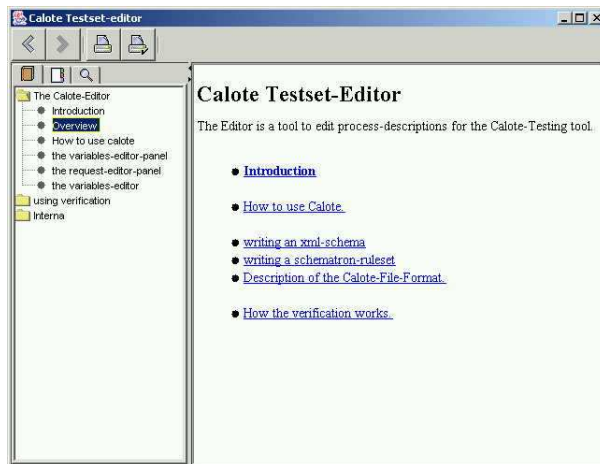 Calote Testset-editor
The Calote-Editor
Introduction
Overview
How to use calote
the variables-editor-panel
the request-editor-panel
the variables-editor
using verification
Interna
Calote Testset-Editor
The Editor is a tool to edit process-descriptions for the Calote-Testing tool.
Introduction
How to use Calote.
writing an xml-schema
writing a schematron-ruleset
Description of the Calote-File-Format.
How the verification works.